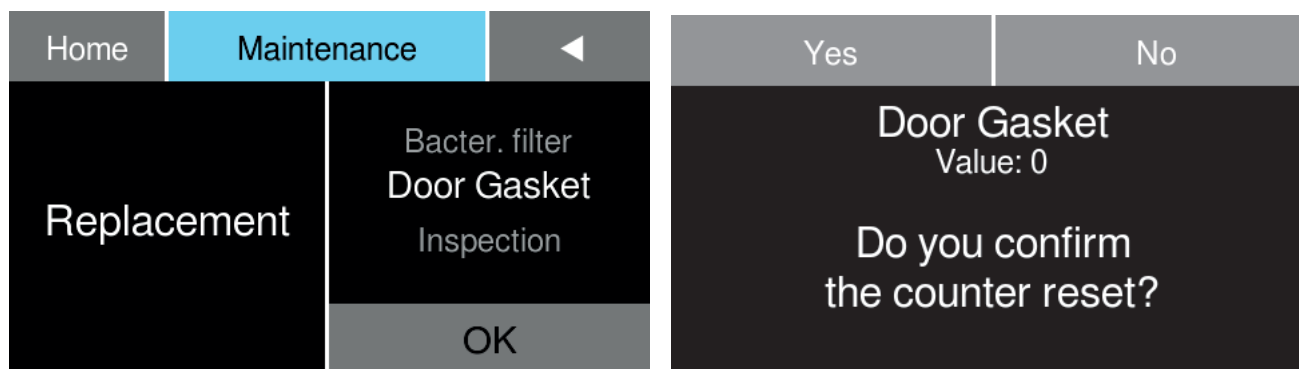 Home Maintenance ◀
Replacement
Bacter. filter
Door Gasket
Inspection
OK
Yes No
Door Gasket
Value: 0
Do you confirm
the counter reset?